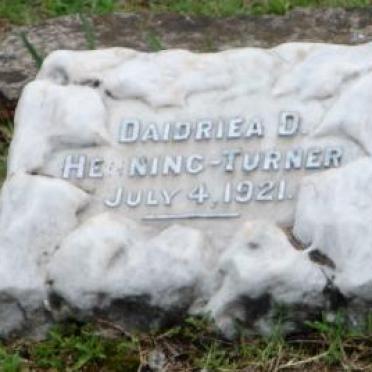 DAIDRIEA D.
HENNING-TURNER
JULY 4, 1921.